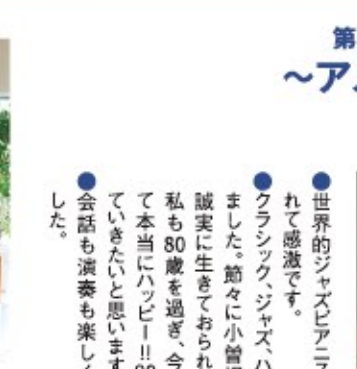 第
～ア
●世界的ジャズピアニス
れて感激です。
●クラシック、ジャズ、ハ
ました。節々に小曽
誠実に生きておられ
私も80歳を過ぎ、今
て本当にハッピー!!
ていきたいと思います
●会話も演奏も楽しく
した。